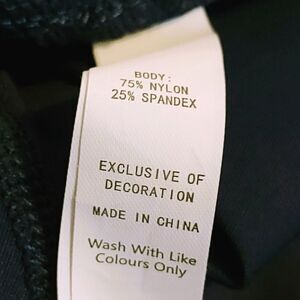 BODY:
75% NYLON
25% SPANDEX
EXCLUSIVE OF
DECORATION
MADE IN CHINA
Wash With Like
Colours Only